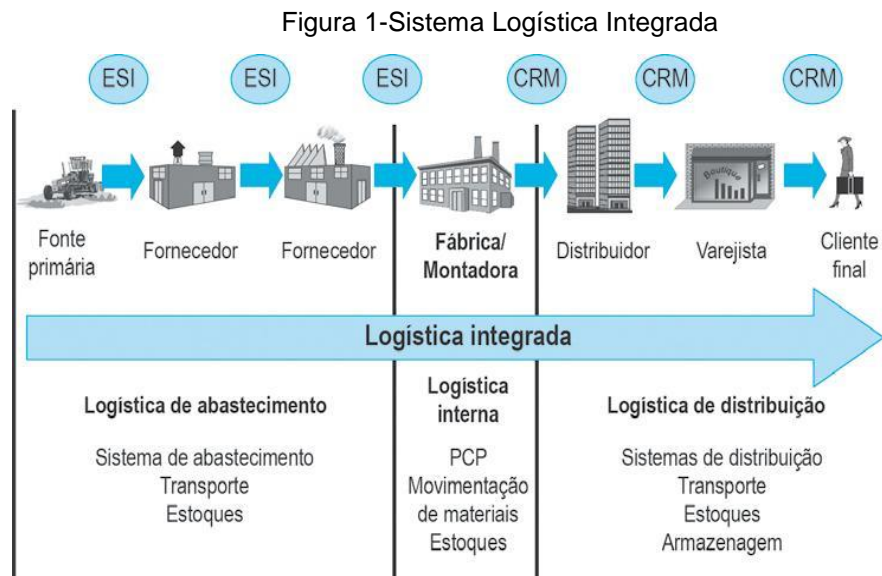 Figura 1-Sistema Logística Integrada
ESI
ESI
ESI
CRM
CRM
CRM
Boutique
Fonte
primária
Fornecedor
Fornecedor
Fábrica/
Montadora
Distribuidor
Varejista
Cliente
final
Logística integrada
Logística de abastecimento
Sistema de abastecimento
Transporte
Estoques
Logística
interna
PCP
Movimentação
de materiais
Estoques
Logística de distribuição
Sistemas de distribuição
Transporte
Estoques
Armazenagem